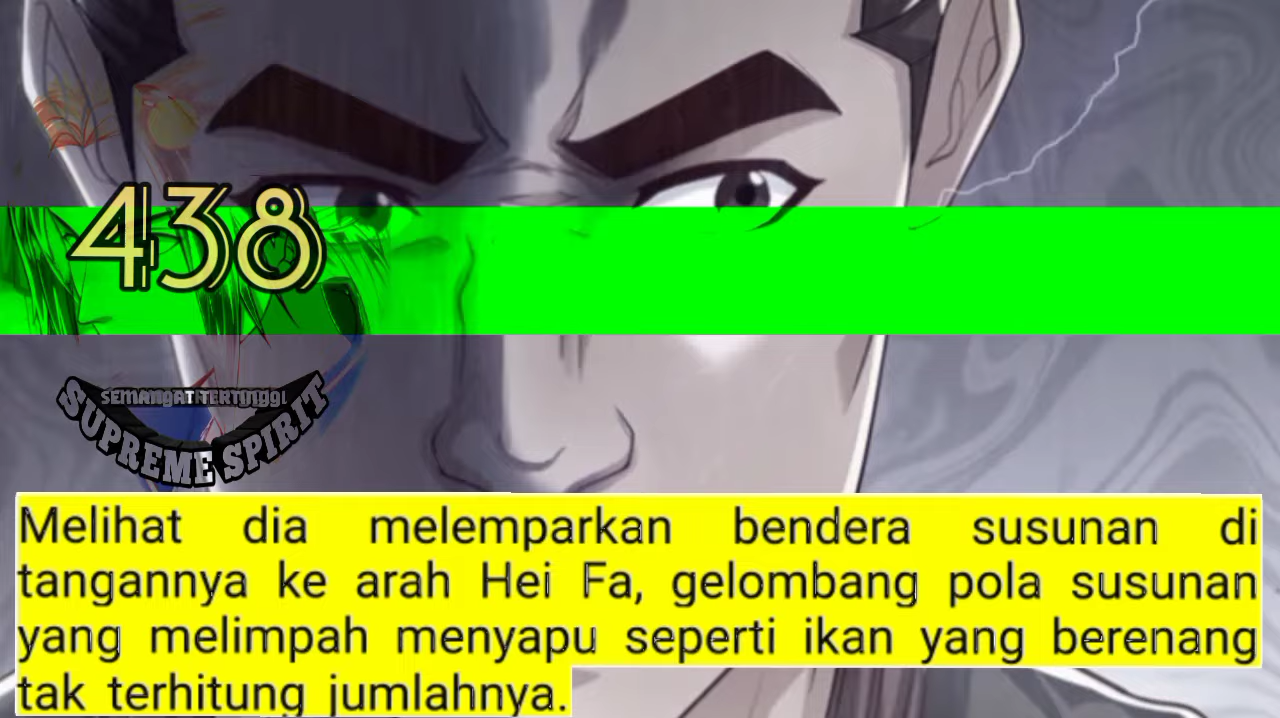 438
SEMANGAT TERTINGGI
SUPREME SPIRIT
Melihat dia melemparkan bendera susunan di
tangannya ke arah Hei Fa, gelombang pola susunan
yang melimpah menyapu seperti ikan yang berenang
tak terhitung jumlahnya.